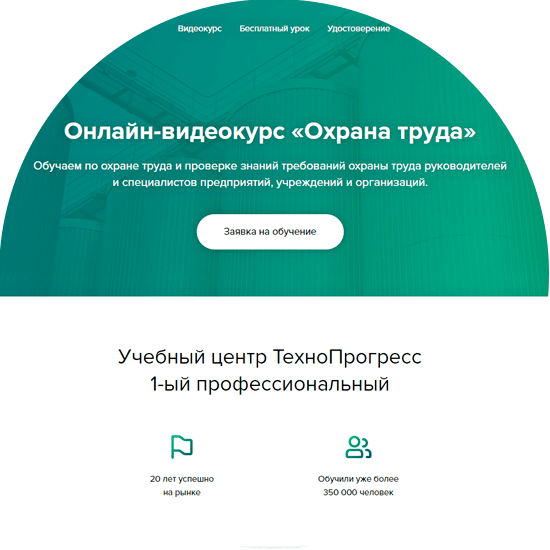 Видеокурс Бесплатный урок Удостоверение
Онлайн-видеокурс «Охрана труда»
Обучаем по охране труда и проверке знаний требований охраны труда руководителей
и специалистов предприятий, учреждений и организаций.
Заявка на обучение
Учебный центр ТехноПрогресс
1-ый профессиональный
20 лет успешно
на рынке
Обучили уже более
350 000 человек